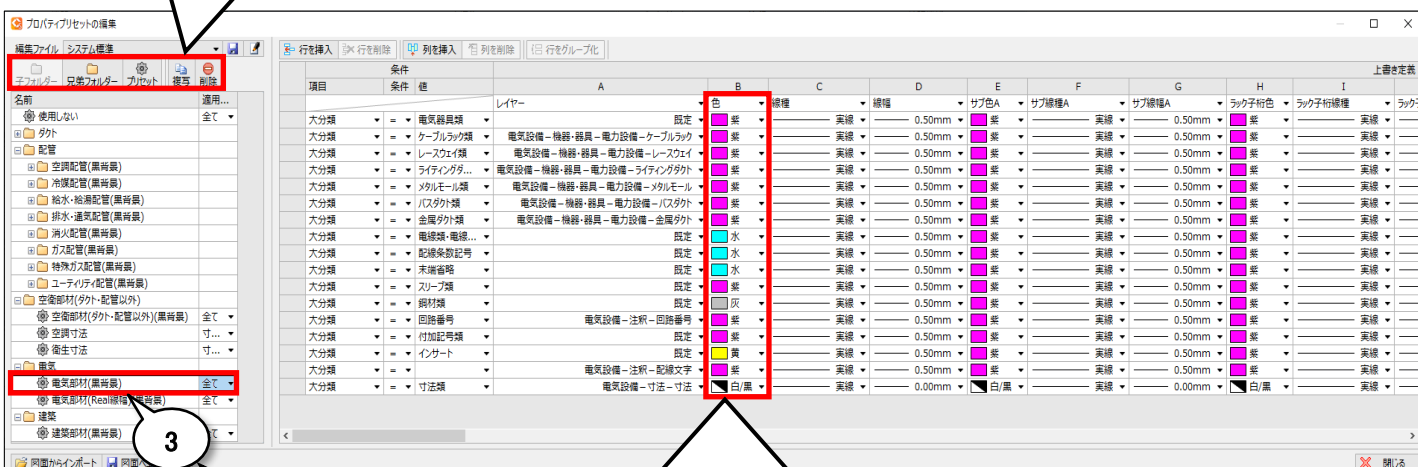 プロパティプリセットの編集
編集ファイル システム標準
行を挿入 行を削除 列を挿入 列を削除 行をグループ化
子フォルダー 兄弟フォルダー プリセット 複写 削除
名前 適用...
使用しない 全て
ダクト
配管
空調配管(黒背景)
冷媒配管(黒背景)
給水・給湯配管(黒背景)
排水・通気配管(黒背景)
消火配管(黒背景)
ガス配管(黒背景)
特殊ガス配管(黒背景)
ユーティリティ配管(黒背景)
空衛部材(ダクト・配管以外)
空衛部材(ダクト・配管以外)(黒背景) 全て
空調寸法 寸...
衛生寸法 寸...
電気
電気部材(黒背景) 全て
電気部材(Real線幅) 黒背景) 全て
建築
建築部材(黒背景) 全て
3
図面からインポート 図面へ
条件 上書き定義
項目 条件 値 A B C D E F G H I
レイヤー 色 線種 線幅 サブ色A サブ線種A サブ線幅A ラック子桁色 ラック子桁線種 ラック子
大分類 = 電気器具類 既定 紫 実線 0.50mm 紫 実線 0.50mm 紫 実線
大分類 = ケーブルラック類 電気設備－機器・器具－電力設備－ケーブルラック 紫 実線 0.50mm 紫 実線 0.50mm 紫 実線
大分類 = レースウェイ類 電気設備－機器・器具－電力設備－レースウェイ 紫 実線 0.50mm 紫 実線 0.50mm 紫 実線
大分類 = ライティングダ... 電気設備－機器・器具－電力設備－ライティングダクト 紫 実線 0.50mm 紫 実線 0.50mm 紫 実線
大分類 = メタルモール類 電気設備－機器・器具－電力設備－メタルモール 紫 実線 0.50mm 紫 実線 0.50mm 紫 実線
大分類 = バスダクト類 電気設備－機器・器具－電力設備－バスダクト 紫 実線 0.50mm 紫 実線 0.50mm 紫 実線
大分類 = 金属ダクト類 電気設備－機器・器具－電力設備－金属ダクト 紫 実線 0.50mm 紫 実線 0.50mm 紫 実線
大分類 = 電線類・電線... 既定 水 実線 0.50mm 紫 実線 0.50mm 紫 実線
大分類 = 配線条数記号 既定 水 実線 0.50mm 紫 実線 0.50mm 紫 実線
大分類 = 末端省略 既定 水 実線 0.50mm 紫 実線 0.50mm 紫 実線
大分類 = スリーブ類 既定 紫 実線 0.50mm 紫 実線 0.50mm 紫 実線
大分類 = 鋼材類 既定 灰 実線 0.50mm 紫 実線 0.50mm 紫 実線
大分類 = 回路番号 電気設備－注釈－回路番号 紫 実線 0.50mm 紫 実線 0.50mm 紫 実線
大分類 = 付加記号類 既定 紫 実線 0.50mm 紫 実線 0.50mm 紫 実線
大分類 = インサート 既定 黄 実線 0.50mm 紫 実線 0.50mm 紫 実線
大分類 = 電気設備－注釈－配線文字 紫 実線 0.50mm 紫 実線 0.50mm 紫 実線
大分類 = 寸法類 電気設備－寸法－寸法 白/黒 実線 0.00mm 白/黒 実線 0.00mm 白/黒 実線
閉じる